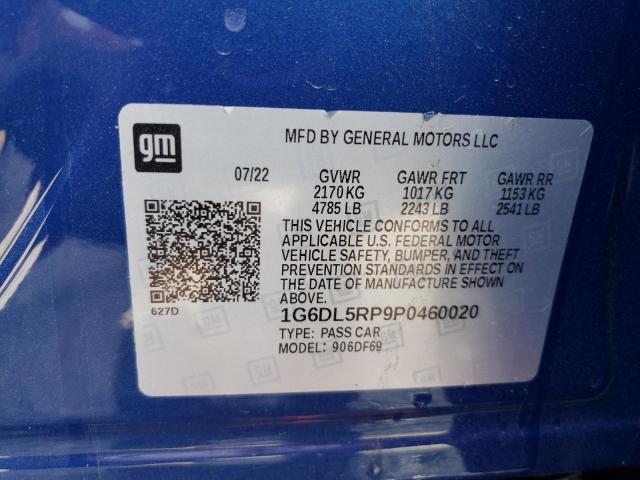 gm
MFD BY GENERAL MOTORS LLC
07/22 GVWR GAWR FRT GAWR RR
2170 KG 1017 KG 1153 KG
4785 LB 2243 LB 2541 LB
THIS VEHICLE CONFORMS TO ALL
APPLICABLE U.S. FEDERAL MOTOR
VEHICLE SAFETY, BUMPER, AND THEFT
PREVENTION STANDARDS IN EFFECT ON
THE DATE OF MANUFACTURE SHOWN
ABOVE.
627D
1G6DL5RP9P0460020
TYPE: PASS CAR
MODEL: 906DF69